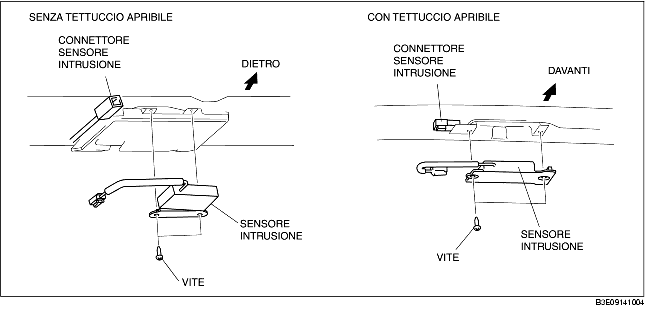 SENZA TETTUCCIO APRIBILE
CONNETTORE
SENSORE
INTRUSIONE
DIETRO
SENSORE
INTRUSIONE
VITE
CON TETTUCCIO APRIBILE
CONNETTORE
SENSORE
INTRUSIONE
DAVANTI
SENSORE
INTRUSIONE
VITE
B3E09141004